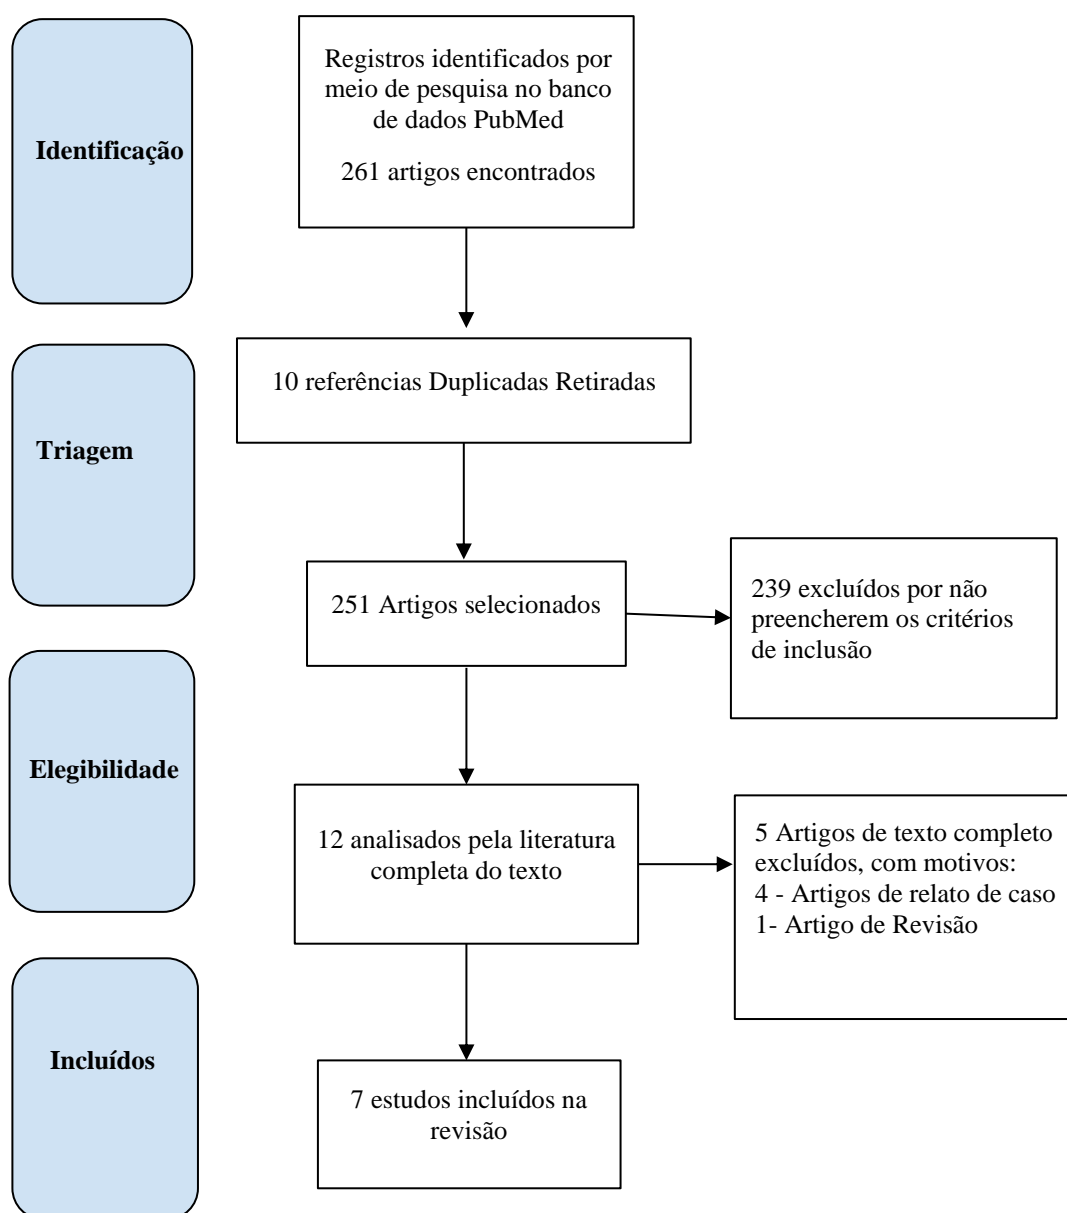 Identificação
Registros identificados por
meio de pesquisa no banco
de dados PubMed
261 artigos encontrados
Triagem
10 referências Duplicadas Retiradas
251 Artigos selecionados
239 excluídos por não
preencherem os critérios
de inclusão
Elegibilidade
12 analisados pela literatura
completa do texto
5 Artigos de texto completo
excluídos, com motivos:
4 - Artigos de relato de caso
1- Artigo de Revisão
Incluídos
7 estudos incluídos na
revisão